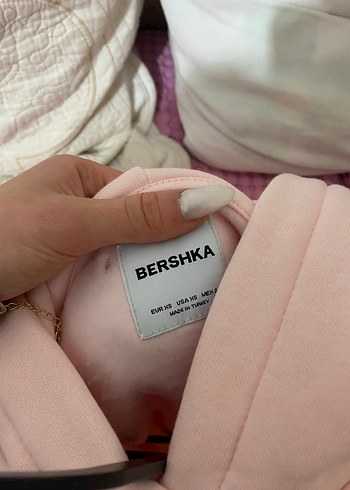 BERSHKA
EUR XS USA XS MEX
MADE IN TURKEY